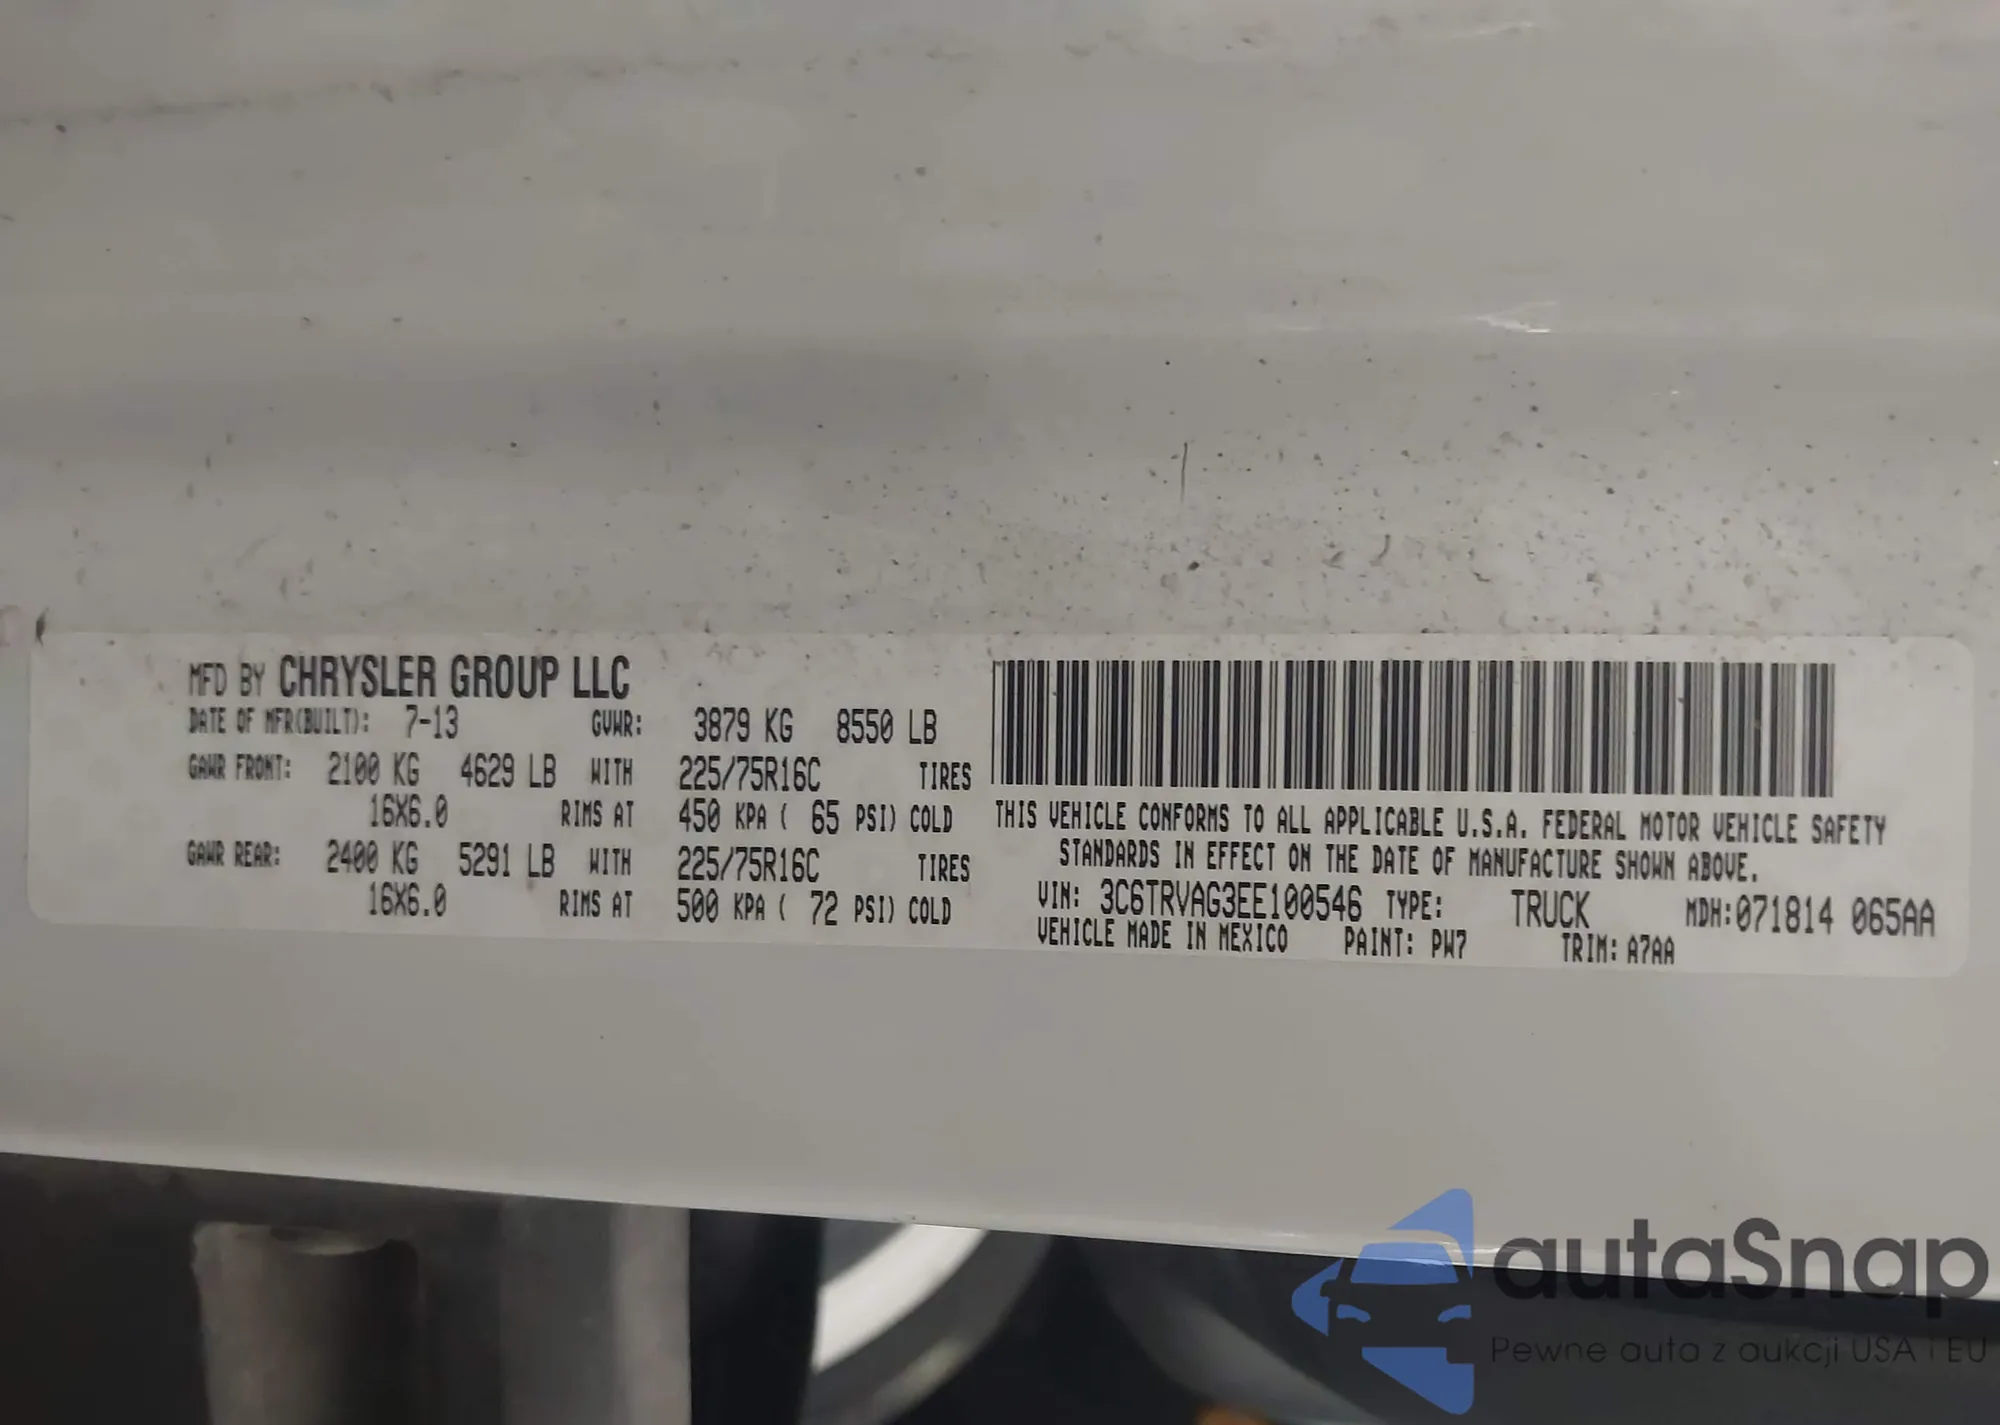 MFD BY CHRYSLER GROUP LLC
DATE OF MFR(BUILT): 7-13 GVWR: 3879 KG 8550 LB
GAWR FRONT: 2100 KG 4629 LB WITH 225/75R16C TIRES
16X6.0 RIMS AT 450 KPA ( 65 PSI) COLD
GAWR REAR: 2400 KG 5291 LB WITH 225/75R16C TIRES
16X6.0 RIMS AT 500 KPA ( 72 PSI) COLD
THIS VEHICLE CONFORMS TO ALL APPLICABLE U.S.A. FEDERAL MOTOR VEHICLE SAFETY
STANDARDS IN EFFECT ON THE DATE OF MANUFACTURE SHOWN ABOVE.
VIN: 3C6TRVAG3EE100546 TYPE: TRUCK MDH:071814 065AA
VEHICLE MADE IN MEXICO PAINT: PW7 TRIM: A7AA
autaSnap
Pewne auta z aukcji USA i EU